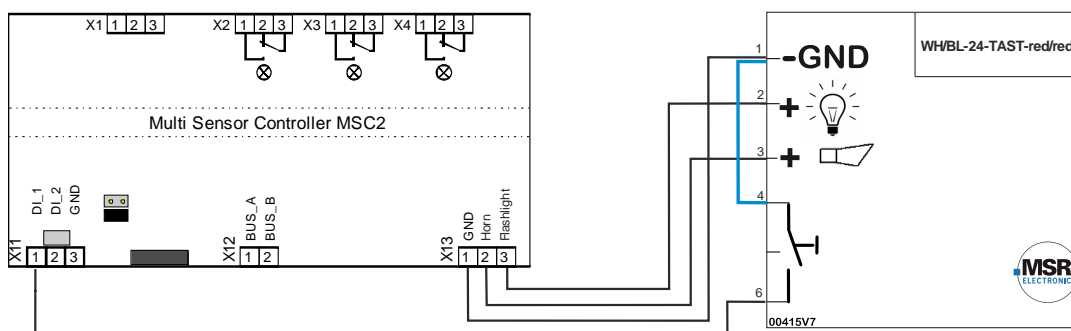 X1 1 2 3 X2 1 2 3 X3 1 2 3 X4 1 2 3
Multi Sensor Controller MSC2
DI_1
DI_2
GND
X11 1 2 3
BUS_A
BUS_B
X12 1 2
GND
Horn
Flashlight
X13 1 2 3
WH/BL-24-TAST-red/red
1 -GND
2 +
3 +
4
6
MSR
ELECTRONIC
00415V7